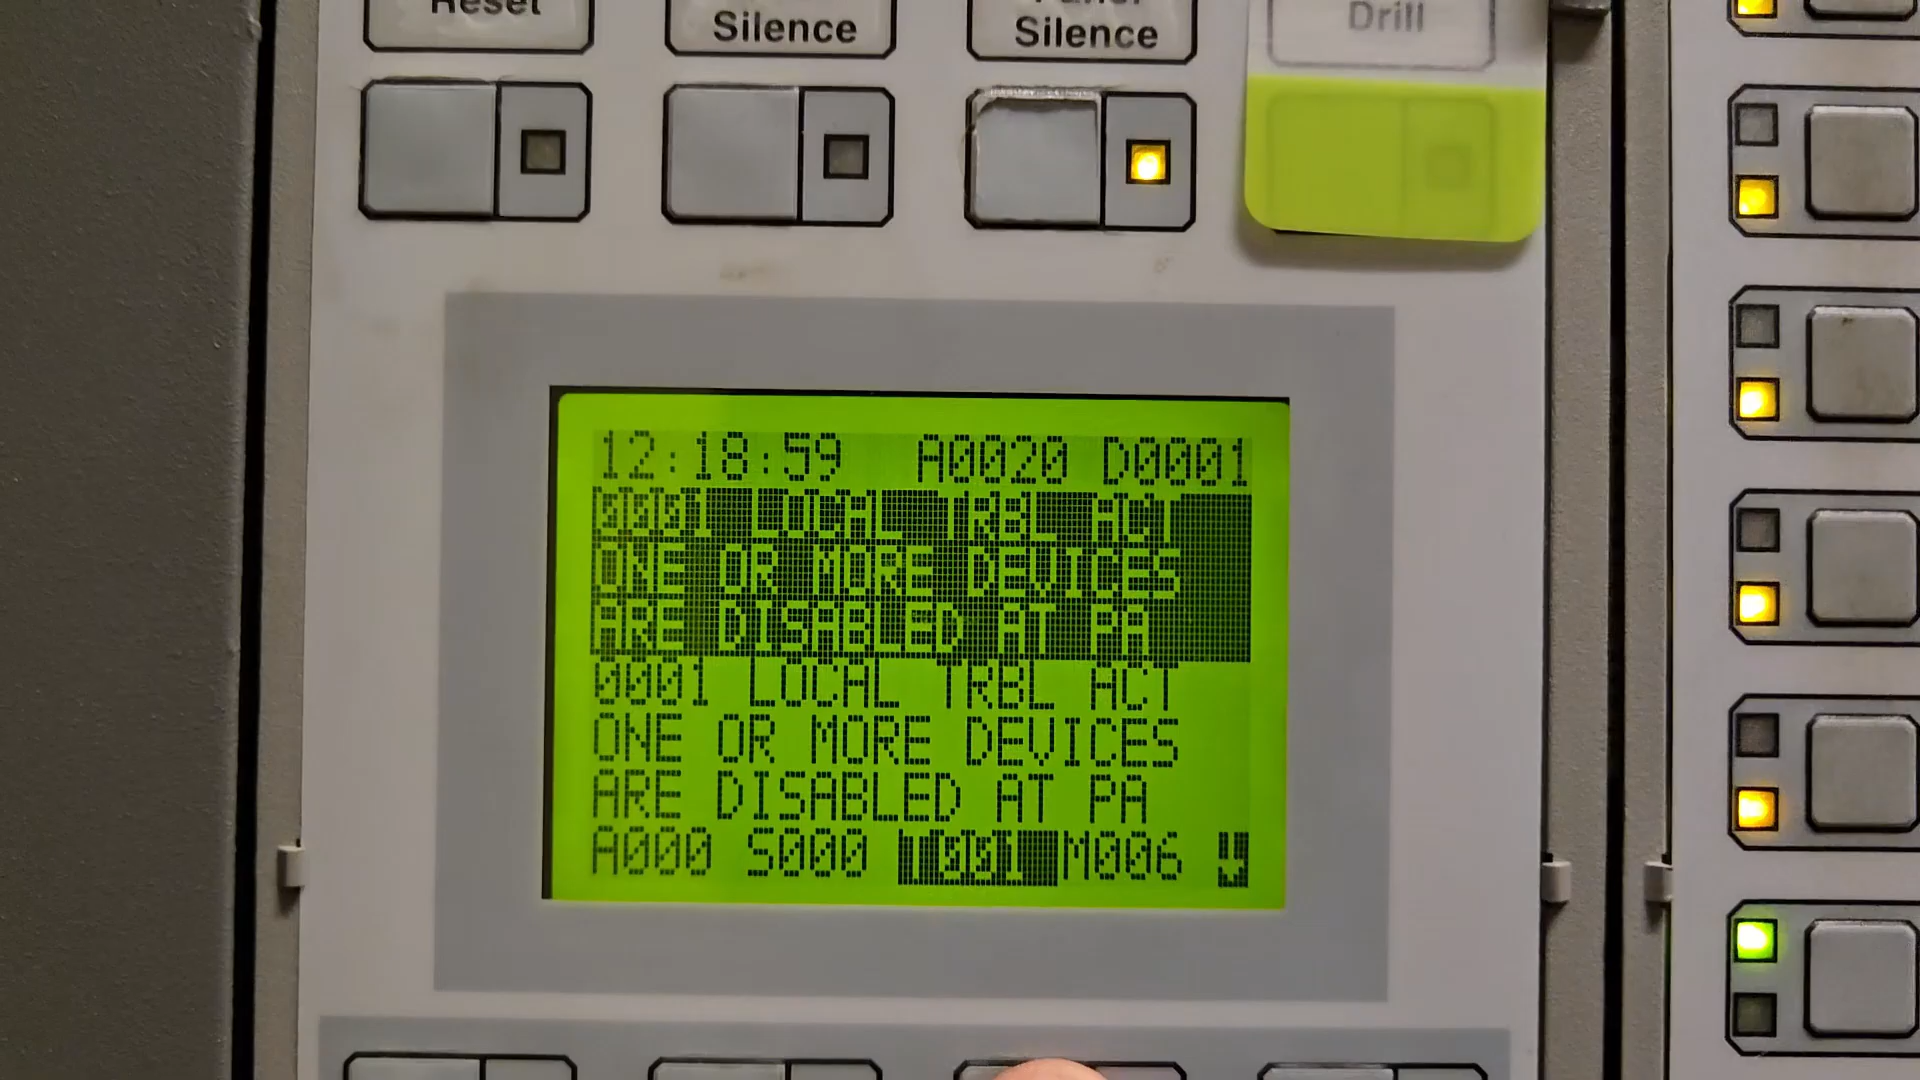 Reset
Silence
Silence
Drill
12:18:59 A0020 D0001
0001 LOCAL TRBL ACT
ONE OR MORE DEVICES
ARE DISABLED AT PA
0001 LOCAL TRBL ACT
ONE OR MORE DEVICES
ARE DISABLED AT PA
A000 S000 T001 M006